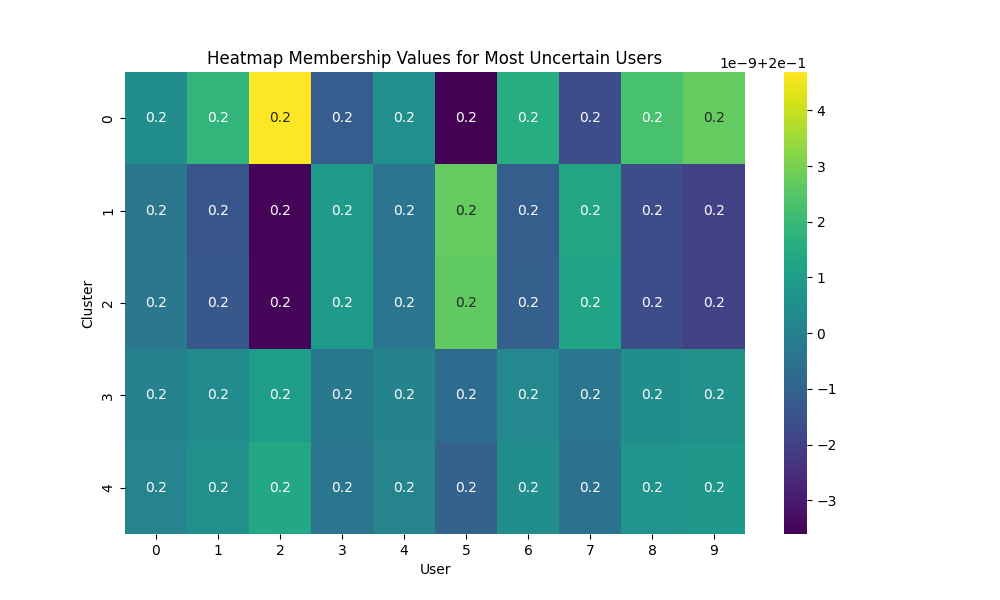 Heatmap Membership Values for Most Uncertain Users
1e−9+2e−1
0 0.2 0.2 0.2 0.2 0.2 0.2 0.2 0.2 0.2 0.2
1 0.2 0.2 0.2 0.2 0.2 0.2 0.2 0.2 0.2 0.2
2 0.2 0.2 0.2 0.2 0.2 0.2 0.2 0.2 0.2 0.2
3 0.2 0.2 0.2 0.2 0.2 0.2 0.2 0.2 0.2 0.2
4 0.2 0.2 0.2 0.2 0.2 0.2 0.2 0.2 0.2 0.2
Cluster
0 1 2 3 4 5 6 7 8 9
User
4
3
2
1
0
−1
−2
−3